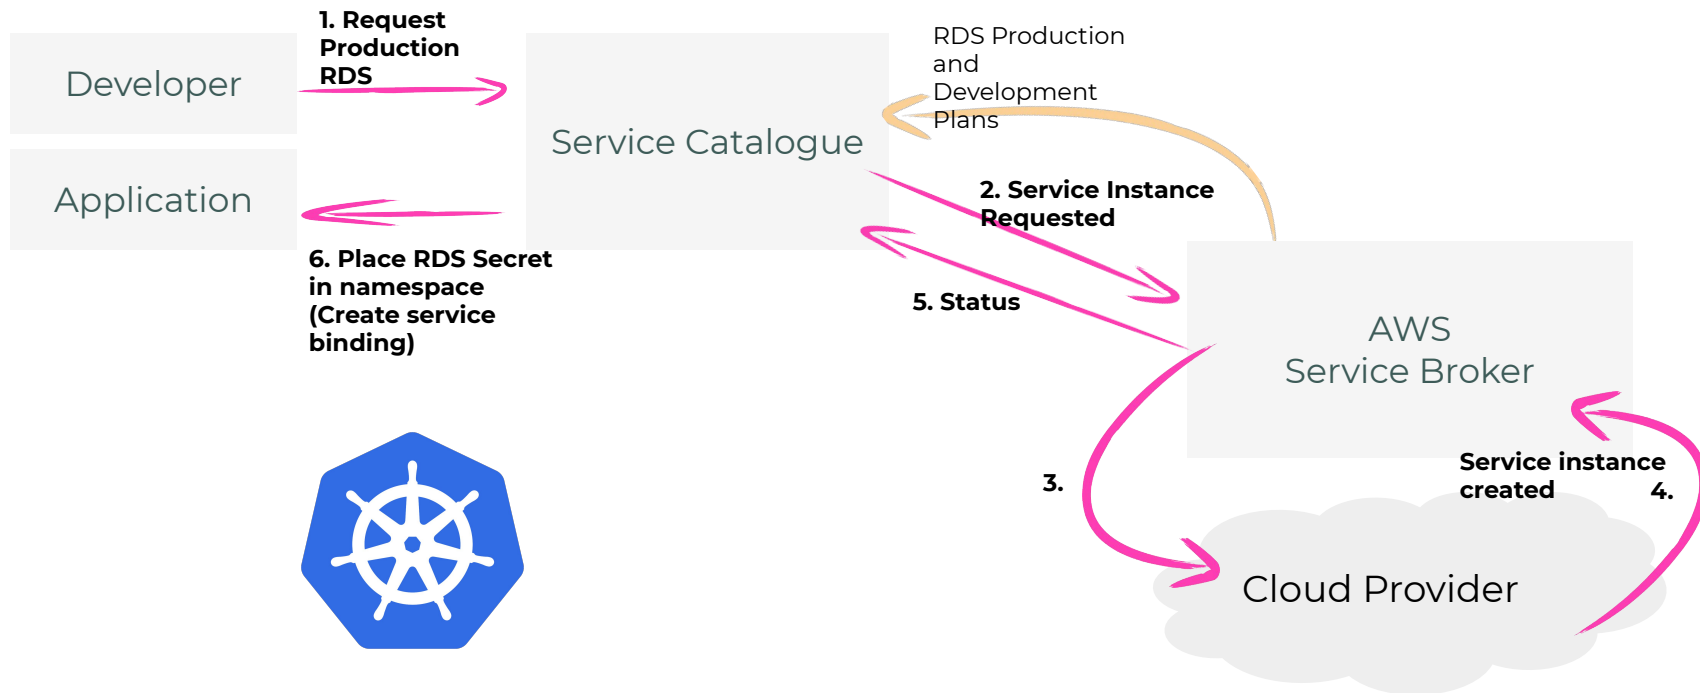 1. Request
Production
RDS
Developer
Application
Service Catalogue
RDS Production
and
Development
Plans
2. Service Instance
Requested
6. Place RDS Secret
in namespace
(Create service
binding)
5. Status
AWS
Service Broker
3.
Service instance
created 4.
Cloud Provider